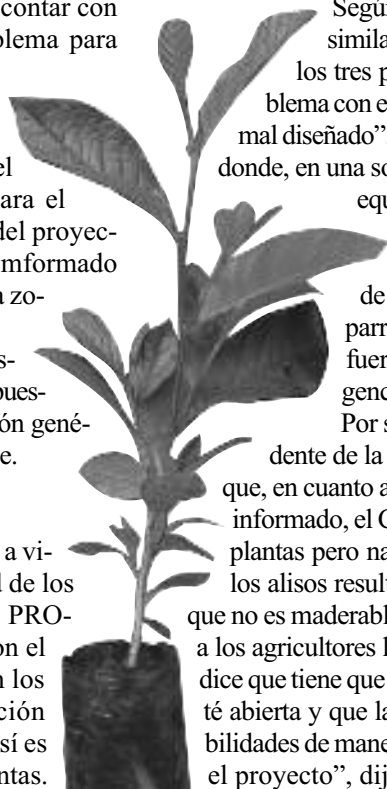 contar con
blema para
el
ara el
del proyec-
mformado
a zo-
s-
pues-
ón gené-
e.
a vi-
d de los
PRO-
on el
n los
ción
sí es
ntas.
Según
simila
los tres p
blema con e
mal diseñado”.
donde, en una so
equ
de
parr
fuer
genc
Por s
dente de la
que, en cuanto a
informado, el C
plantas pero na
los alisos result
que no es maderabl
a los agricultores l
dice que tiene que
té abierta y que la
bilidades de mane
el proyecto”, dij